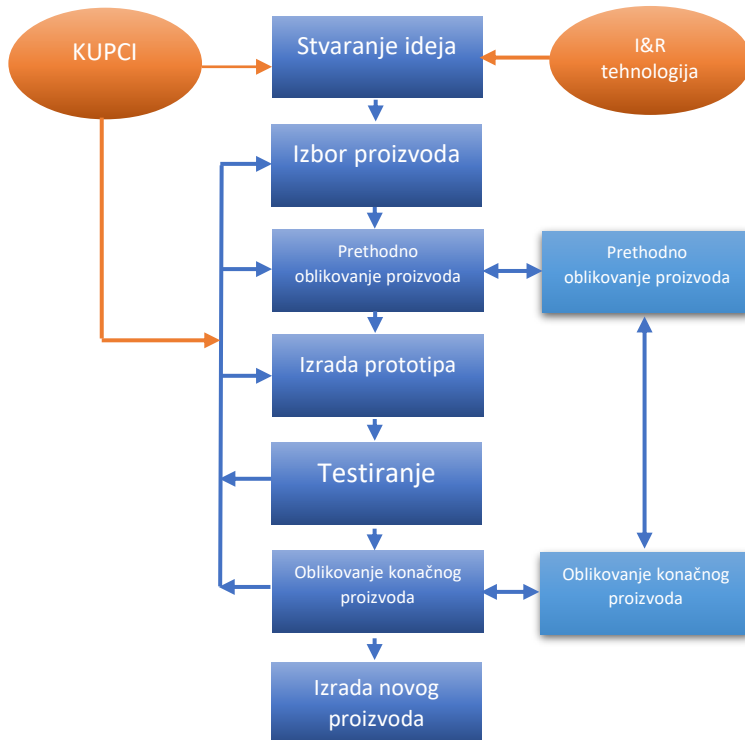 KUPCI
Stvaranje ideja
I&R
tehnologija
Izbor proizvoda
Prethodno
oblikovanje proizvoda
Prethodno
oblikovanje proizvoda
Izrada prototipa
Testiranje
Oblikovanje konačnog
proizvoda
Oblikovanje konačnog
proizvoda
Izrada novog
proizvoda